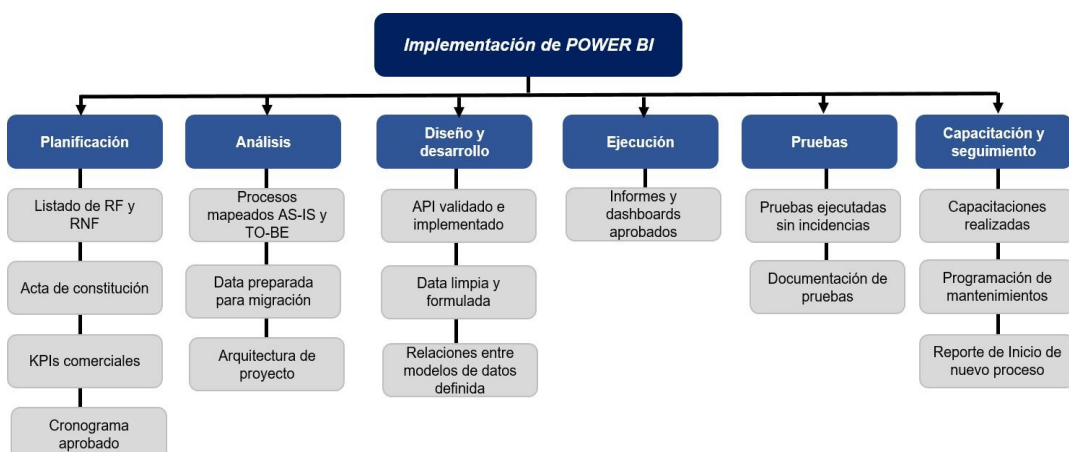 Implementación de POWER BI
Planificación
Análisis
Diseño y
desarrollo
Ejecución
Pruebas
Capacitación y
seguimiento
Listado de RF y
RNF
Acta de constitución
KPIs comerciales
Cronograma
aprobado
Procesos
mapeados AS-IS y
TO-BE
Data preparada
para migración
Arquitectura de
proyecto
API validado e
implementado
Data limpia y
formulada
Relaciones entre
modelos de datos
definida
Informes y
dashboards
aprobados
Pruebas ejecutadas
sin incidencias
Documentación de
pruebas
Capacitaciones
realizadas
Programación de
mantenimientos
Reporte de Inicio de
nuevo proceso